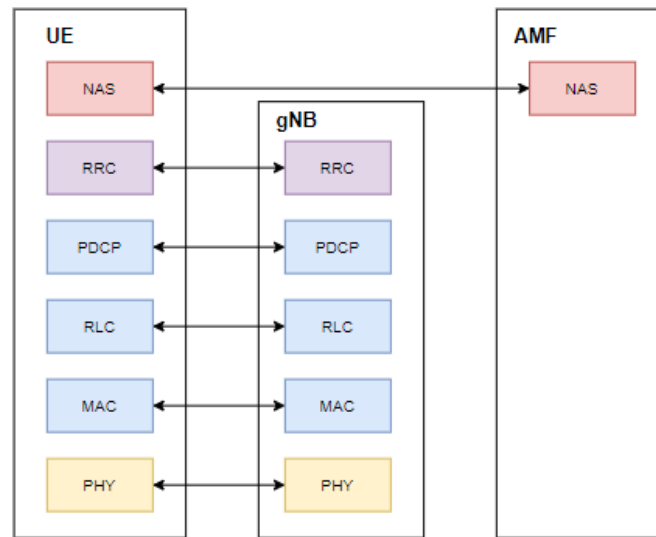 UE
AMF
NAS
NAS
gNB
RRC
RRC
PDCP
PDCP
RLC
RLC
MAC
MAC
PHY
PHY